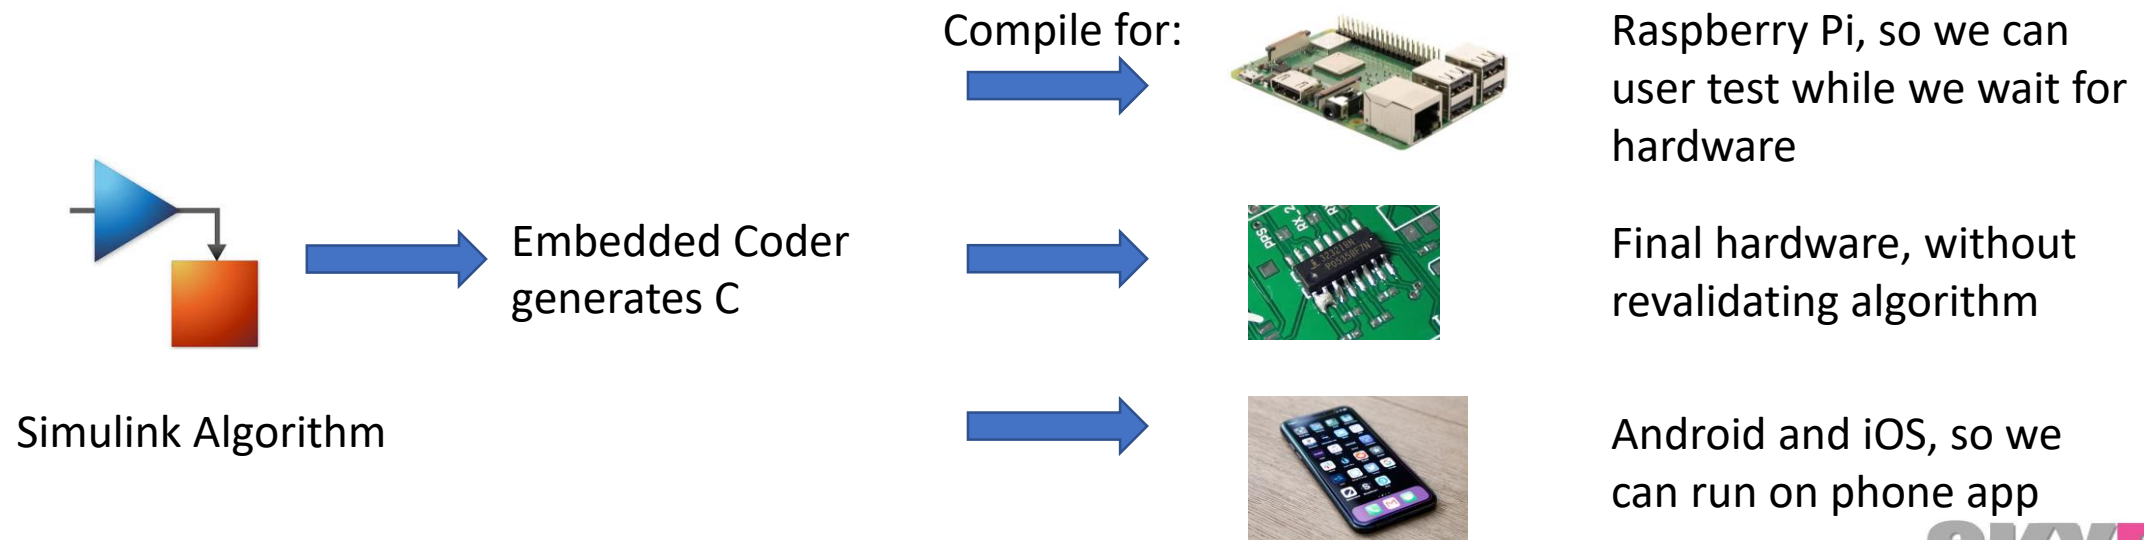 Compile for:
Raspberry Pi, so we can
user test while we wait for
hardware
Embedded Coder
generates C
Final hardware, without
revalidating algorithm
Simulink Algorithm
Android and iOS, so we
can run on phone app